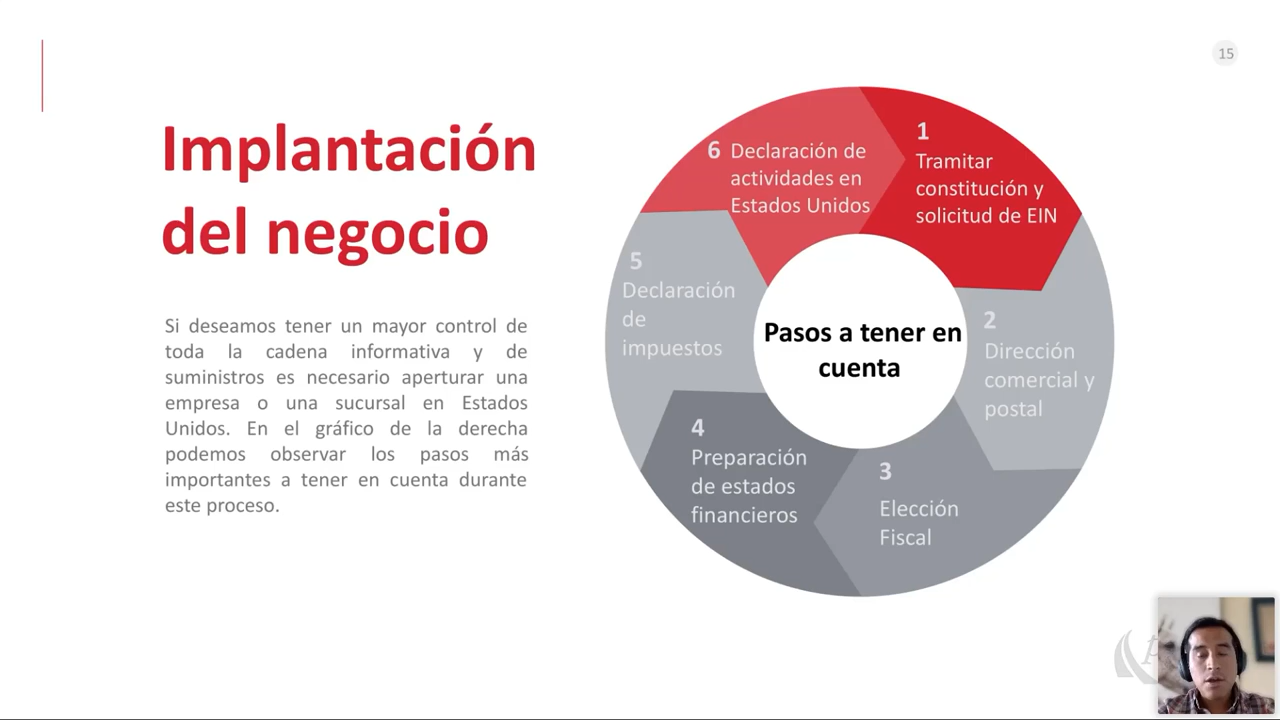 15
Implantación
del negocio
Si deseamos tener un mayor control de
toda la cadena informativa y de
suministros es necesario aperturar una
empresa o una sucursal en Estados
Unidos. En el gráfico de la derecha
podemos observar los pasos más
importantes a tener en cuenta durante
este proceso.
Pasos a tener en
cuenta
1
Tramitar
constitución y
solicitud de EIN
2
Dirección
comercial y
postal
3
Elección
Fiscal
4
Preparación
de estados
financieros
5
Declaración
de
impuestos
6 Declaración de
actividades en
Estados Unidos